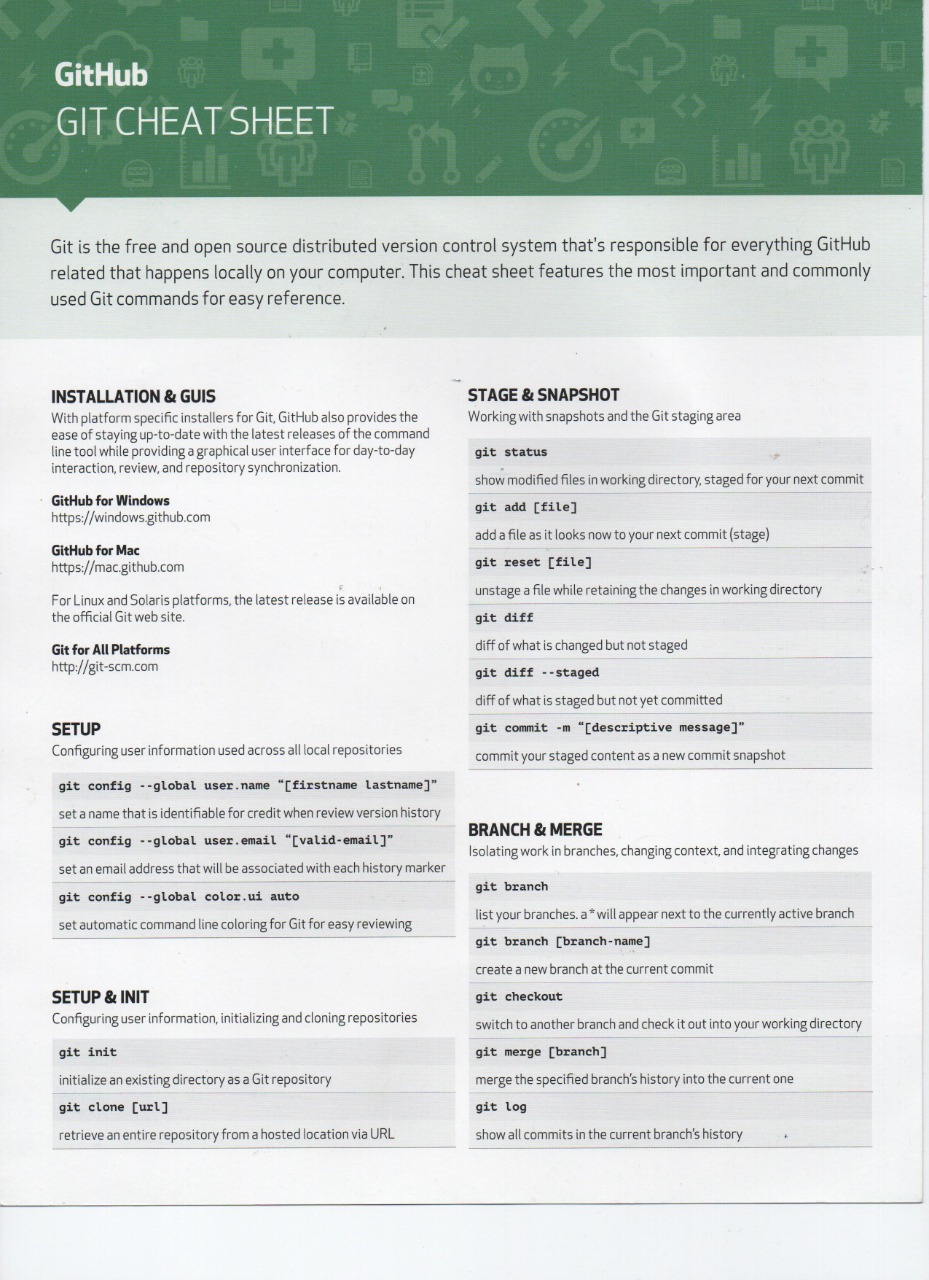 GitHub
GIT CHEAT SHEET
Git is the free and open source distributed version control system that's responsible for everything GitHub
related that happens locally on your computer. This cheat sheet features the most important and commonly
used Git commands for easy reference.
INSTALLATION & GUIS
With platform specific installers for Git, GitHub also provides the
ease of staying up-to-date with the latest releases of the command
line tool while providing a graphical user interface for day-to-day
interaction, review, and repository synchronization.
GitHub for Windows
https://windows.github.com
GitHub for Mac
https://mac.github.com
For Linux and Solaris platforms, the latest release is available on
the official Git web site.
Git for All Platforms
http://git-scm.com
SETUP
Configuring user information used across all local repositories
git config --global user.name “[firstname lastname]”
set a name that is identifiable for credit when review version history
git config --global user.email “[valid-email]”
set an email address that will be associated with each history marker
git config --global color.ui auto
set automatic command line coloring for Git for easy reviewing
SETUP & INIT
Configuring user information, initializing and cloning repositories
git init
initialize an existing directory as a Git repository
git clone [url]
retrieve an entire repository from a hosted location via URL
STAGE & SNAPSHOT
Working with snapshots and the Git staging area
git status
show modified files in working directory, staged for your next commit
git add [file]
add a file as it looks now to your next commit (stage)
git reset [file]
unstage a file while retaining the changes in working directory
git diff
diff of what is changed but not staged
git diff --staged
diff of what is staged but not yet committed
git commit -m “[descriptive message]”
commit your staged content as a new commit snapshot
BRANCH & MERGE
Isolating work in branches, changing context, and integrating changes
git branch
list your branches. a * will appear next to the currently active branch
git branch [branch-name]
create a new branch at the current commit
git checkout
switch to another branch and check it out into your working directory
git merge [branch]
merge the specified branch's history into the current one
git log
show all commits in the current branch's history